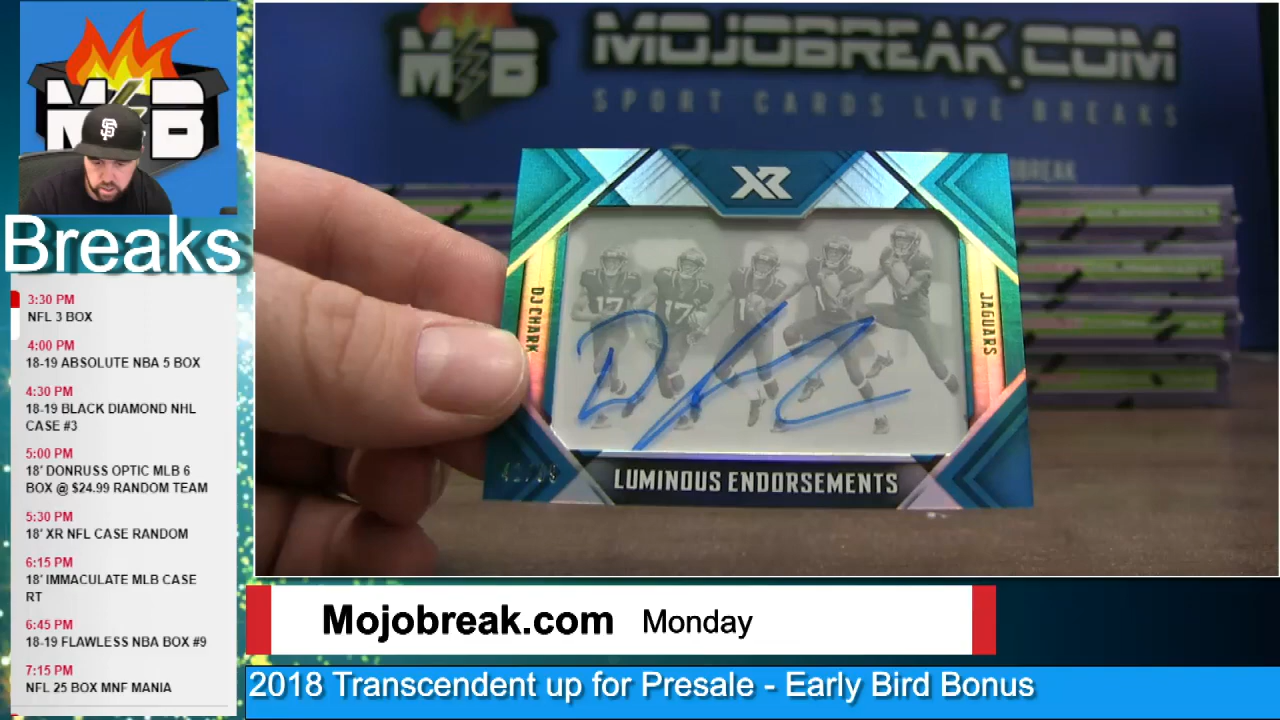 M B
Breaks
3:30 PM
NFL 3 BOX
4:00 PM
18-19 ABSOLUTE NBA 5 BOX
4:30 PM
18-19 BLACK DIAMOND NHL
CASE #3
5:00 PM
18' DONRUSS OPTIC MLB 6
BOX @ $24.99 RANDOM TEAM
5:30 PM
18' XR NFL CASE RANDOM
6:15 PM
18' IMMACULATE MLB CASE
RT
6:45 PM
18-19 FLAWLESS NBA BOX #9
7:15 PM
NFL 25 BOX MNF MANIA
M B
MOJOBREAK.COM
SPORT CARDS LIVE BREAKS
XR
DJ CHARK
JAGUARS
17
17
LUMINOUS ENDORSEMENTS
Mojobreak.com Monday
2018 Transcendent up for Presale - Early Bird Bonus